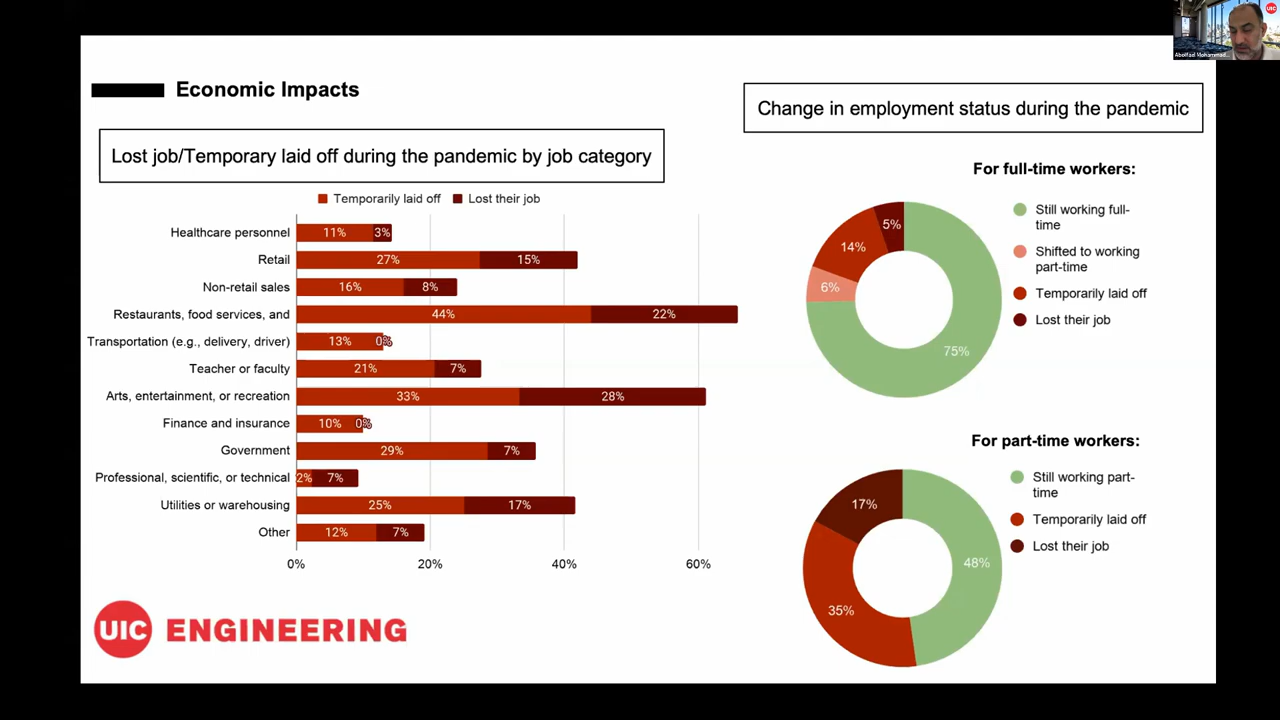 UIC
Abolfazl Mohammad...
Economic Impacts
Change in employment status during the pandemic
Lost job/Temporary laid off during the pandemic by job category
Temporarily laid off
Lost their job
Healthcare personnel
11%
3%
Retail
27%
15%
Non-retail sales
16%
8%
Restaurants, food services, and
44%
22%
Transportation (e.g., delivery, driver)
13%
0%
Teacher or faculty
21%
7%
Arts, entertainment, or recreation
33%
28%
Finance and insurance
10%
0%
Government
29%
7%
Professional, scientific, or technical
2%
7%
Utilities or warehousing
25%
17%
Other
12%
7%
0%
20%
40%
60%
For full-time workers:
5%
14%
6%
75%
Still working full-
time
Shifted to working
part-time
Temporarily laid off
Lost their job
For part-time workers:
17%
48%
35%
Still working part-
time
Temporarily laid off
Lost their job
UIC ENGINEERING